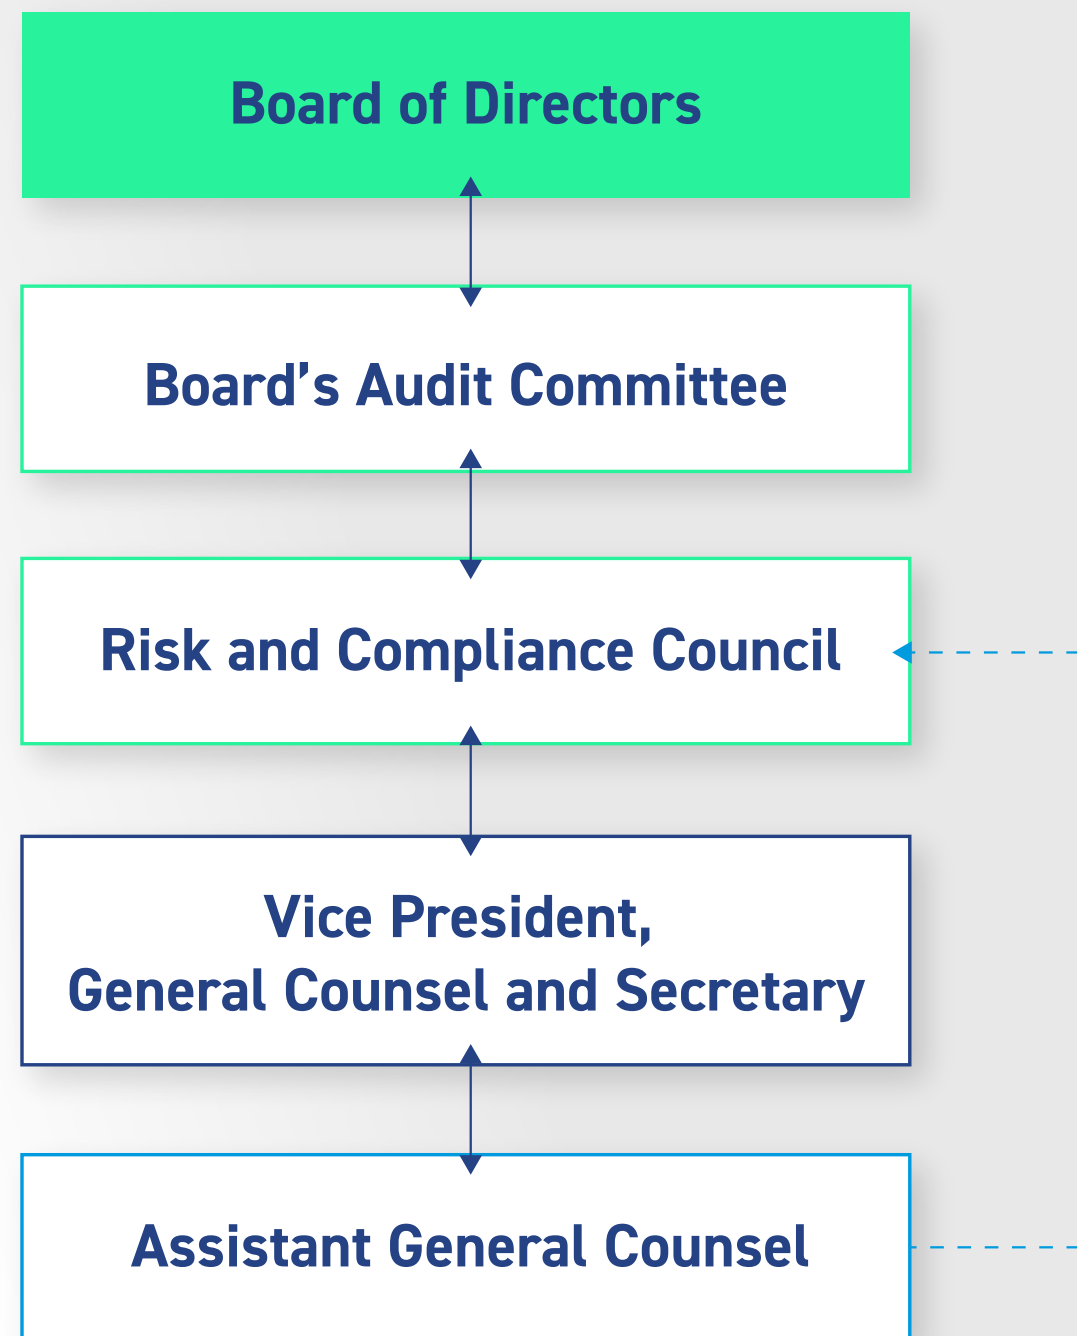 Board of Directors
Board’s Audit Committee
Risk and Compliance Council
Vice President,
General Counsel and Secretary
Assistant General Counsel